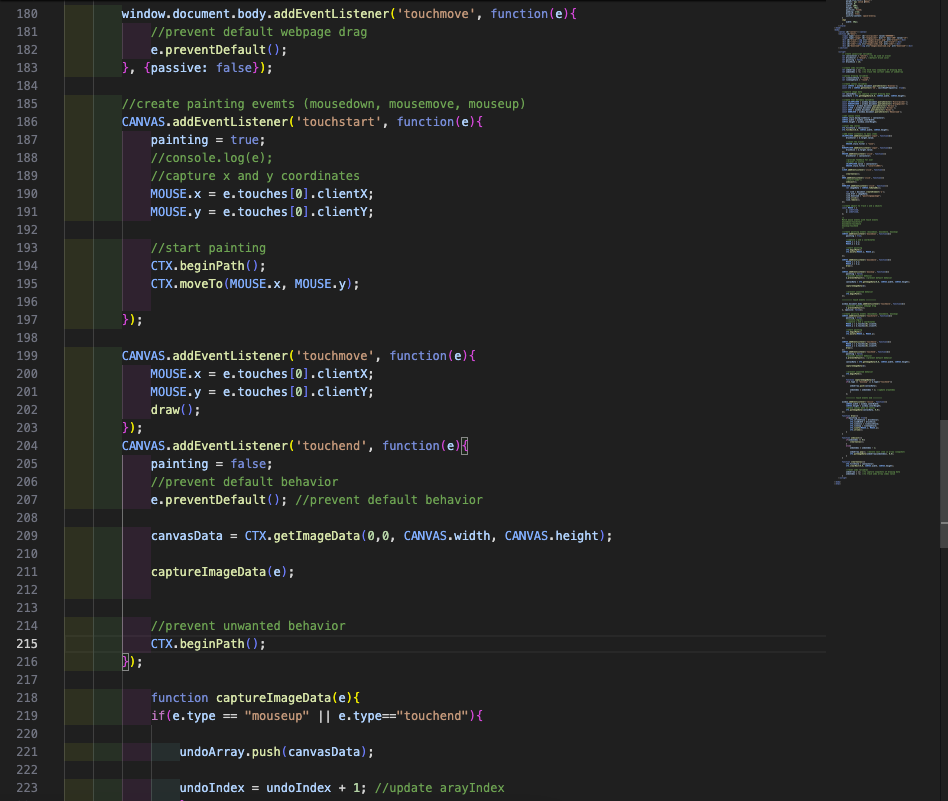 180 window.document.body.addEventListener('touchmove', function(e){
181 //prevent default webpage drag
182 e.preventDefault();
183 }, {passive: false});
184
185 //create painting evemts (mousedown, mousemove, mouseup)
186 CANVAS.addEventListener('touchstart', function(e){
187 painting = true;
188 //console.log(e);
189 //capture x and y coordinates
190 MOUSE.x = e.touches[0].clientX;
191 MOUSE.y = e.touches[0].clientY;
192
193 //start painting
194 CTX.beginPath();
195 CTX.moveTo(MOUSE.x, MOUSE.y);
196
197 });
198
199 CANVAS.addEventListener('touchmove', function(e){
200 MOUSE.x = e.touches[0].clientX;
201 MOUSE.y = e.touches[0].clientY;
202 draw();
203 });
204 CANVAS.addEventListener('touchend', function(e){
205 painting = false;
206 //prevent default behavior
207 e.preventDefault(); //prevent default behavior
208
209 canvasData = CTX.getImageData(0,0, CANVAS.width, CANVAS.height);
210
211 captureImageData(e);
212
213
214 //prevent unwanted behavior
215 CTX.beginPath();
216 });
217
218 function captureImageData(e){
219 if(e.type == "mouseup" || e.type=="touchend"){
220
221 undoArray.push(canvasData);
222
223 undoIndex = undoIndex + 1; //update arayIndex